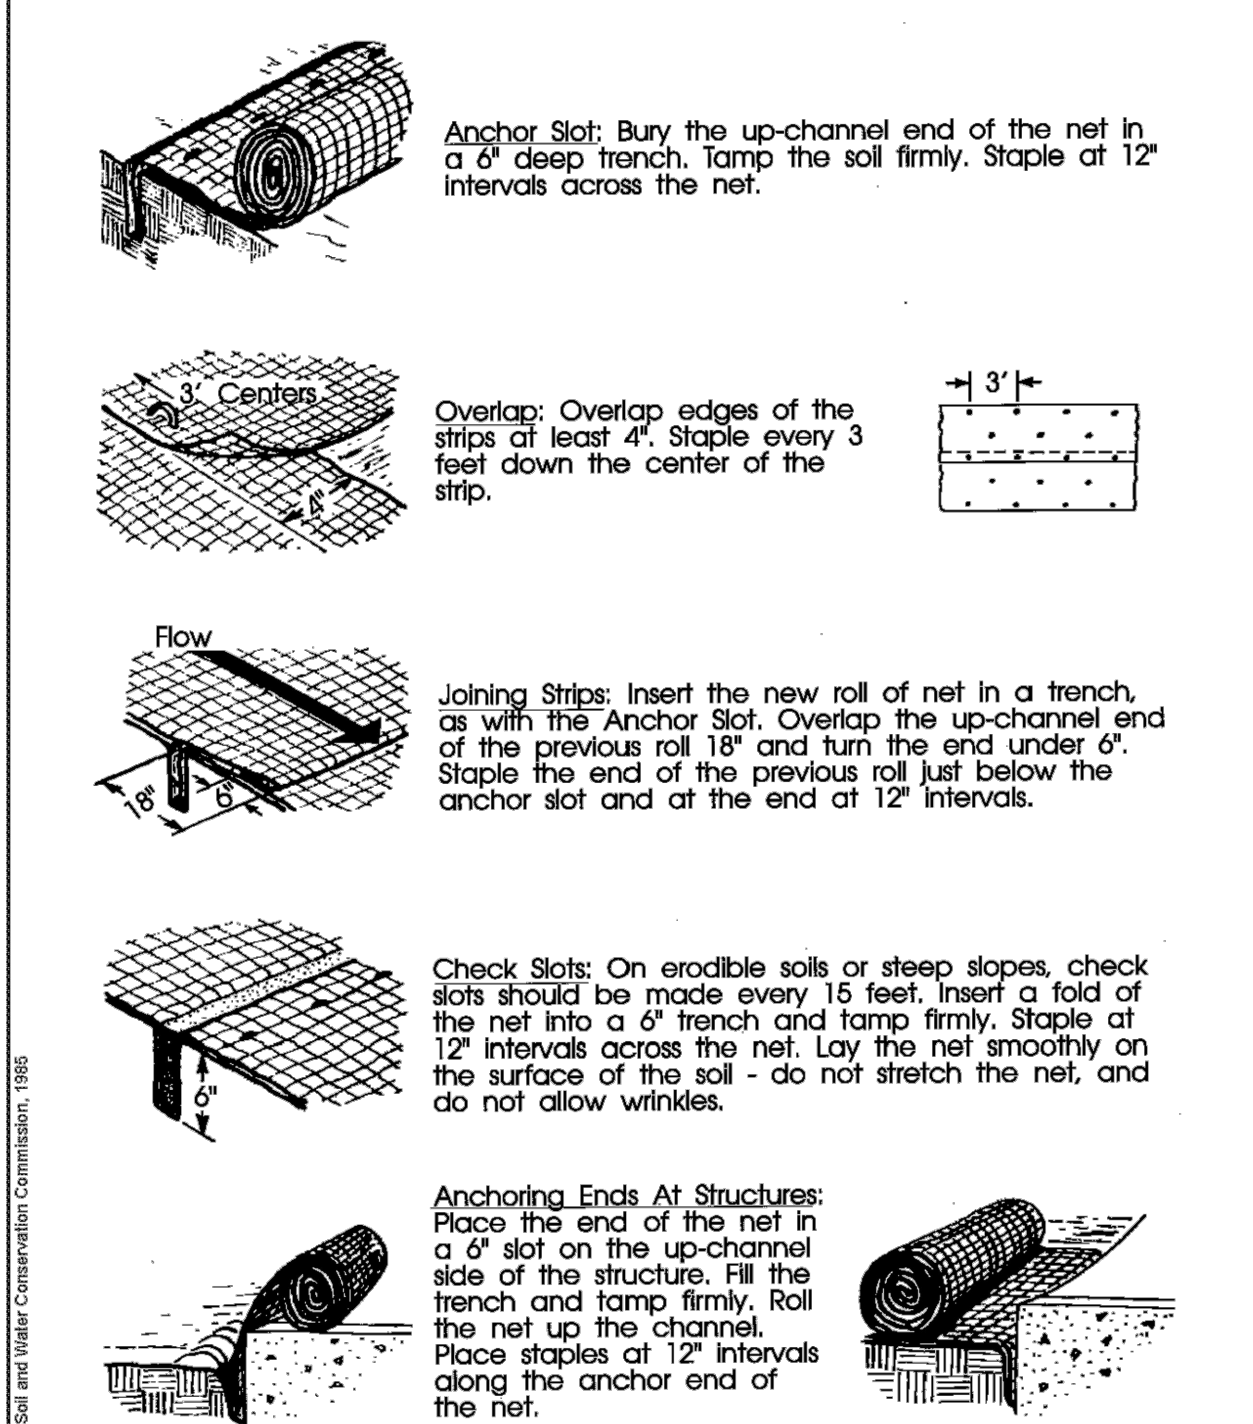 Anchor Slot: Bury the up-channel end of the net in
a 6" deep trench. Tamp the soil firmly. Staple at 12"
intervals across the net.
3' Centers
4"
Overlap: Overlap edges of the
strips at least 4". Staple every 3
feet down the center of the
strip.
3'
Flow
18"
6"
Joining Strips: Insert the new roll of net in a trench,
as with the Anchor Slot. Overlap the up-channel end
of the previous roll 18" and turn the end under 6".
Staple the end of the previous roll just below the
anchor slot and at the end at 12" intervals.
6"
Check Slots: On erodible soils or steep slopes, check
slots should be made every 15 feet. Insert a fold of
the net into a 6" trench and tamp firmly. Staple at
12" intervals across the net. Lay the net smoothly on
the surface of the soil - do not stretch the net, and
do not allow wrinkles.
Anchoring Ends At Structures:
Place the end of the net in
a 6" slot on the up-channel
side of the structure. Fill the
trench and tamp firmly. Roll
the net up the channel.
Place staples at 12" intervals
along the anchor end of
the net.
Soil and Water Conservation Commission, 1985